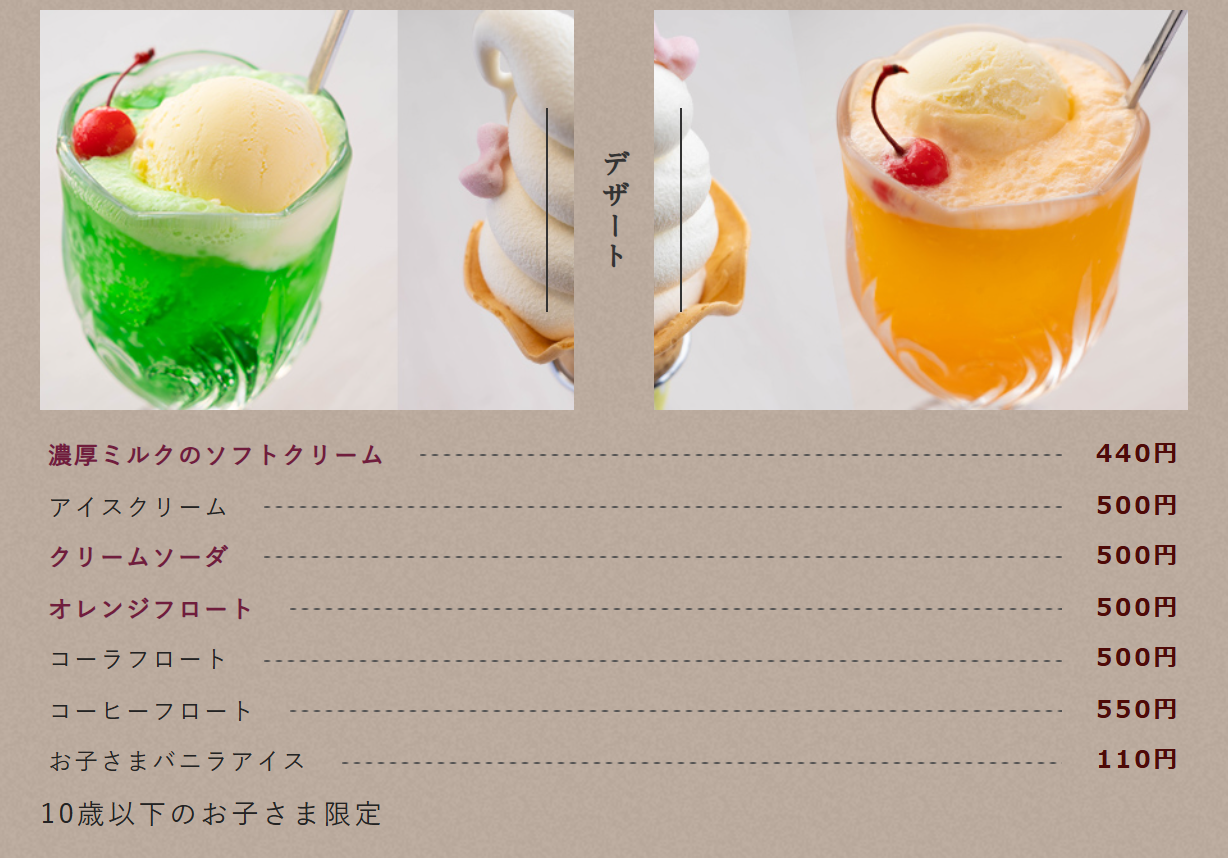 デザート
濃厚ミルクのソフトクリーム 440円
アイスクリーム 500円
クリームソーダ 500円
オレンジフロート 500円
コーラフロート 500円
コーヒーフロート 550円
お子さまバニラアイス 110円
10歳以下のお子さま限定